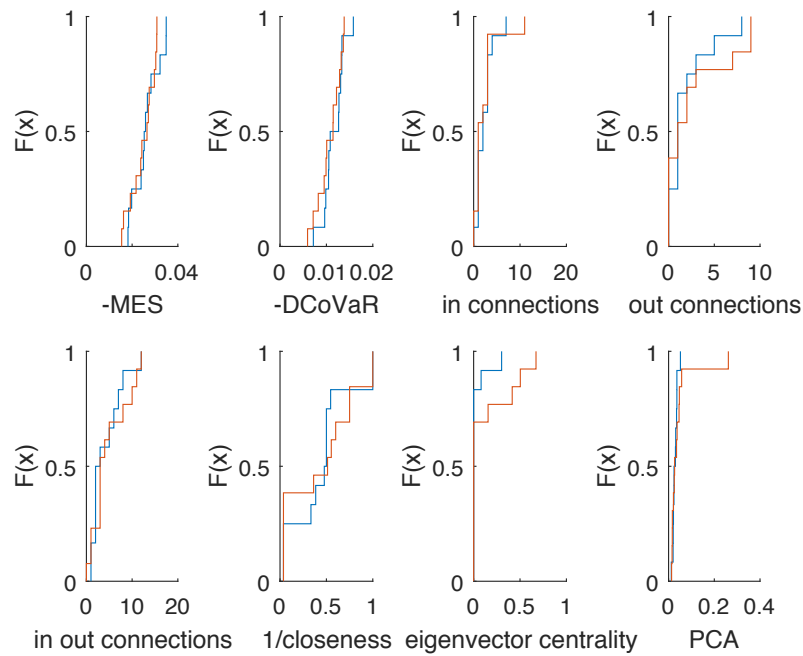 1
1
1
1
F(x)
F(x)
F(x)
F(x)
0.5
0.5
0.5
0.5
0
0
0
0
0 0.04
0 0.01 0.02
0 10 20
0 5 10
-MES
-DCoVaR
in connections
out connections
1
1
1
1
F(x)
F(x)
F(x)
F(x)
0.5
0.5
0.5
0.5
0
0
0
0
0 10 20
0 0.5 1
0 0.5 1
0 0.2 0.4
in out connections
1/closeness
eigenvector centrality
PCA